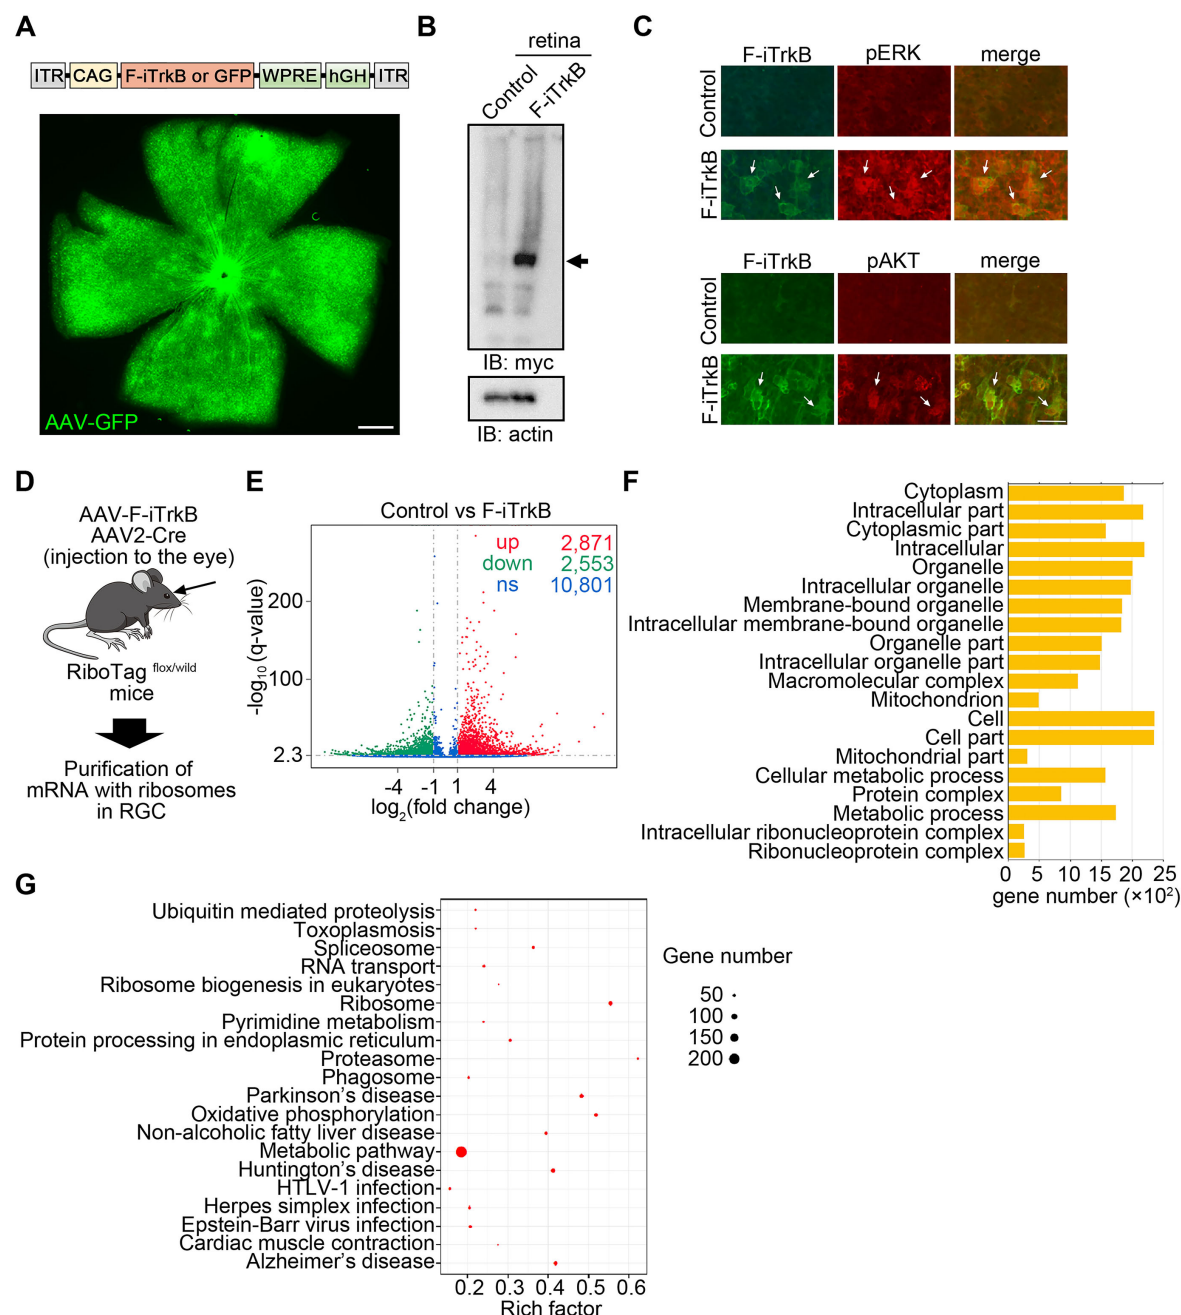 A
ITR CAG F-iTrkB or GFP WPRE hGH ITR
AAV-GFP
B
retina
Control
F-iTrkB
IB: myc
IB: actin
C
F-iTrkB pERK merge
Control
F-iTrkB
F-iTrkB pAKT merge
Control
F-iTrkB
D
AAV-F-iTrkB
AAV2-Cre
(injection to the eye)
RiboTag flox/wild
mice
Purification of
mRNA with ribosomes
in RGC
E
Control vs F-iTrkB
up 2,871
down 2,553
ns 10,801
-log10 (q-value)
200
100
2.3
-4 -1 1 4
log2(fold change)
F
Cytoplasm
Intracellular part
Cytoplasmic part
Intracellular
Organelle
Intracellular organelle
Membrane-bound organelle
Intracellular membrane-bound organelle
Organelle part
Intracellular organelle part
Macromolecular complex
Mitochondrion
Cell
Cell part
Mitochondrial part
Cellular metabolic process
Protein complex
Metabolic process
Intracellular ribonucleoprotein complex
Ribonucleoprotein complex
0 5 10 15 20 25
gene number (×10²)
G
Ubiquitin mediated proteolysis
Toxoplasmosis
Spliceosome
RNA transport
Ribosome biogenesis in eukaryotes
Ribosome
Pyrimidine metabolism
Protein processing in endoplasmic reticulum
Proteasome
Phagosome
Parkinson's disease
Oxidative phosphorylation
Non-alcoholic fatty liver disease
Metabolic pathway
Huntington's disease
HTLV-1 infection
Herpes simplex infection
Epstein-Barr virus infection
Cardiac muscle contraction
Alzheimer's disease
0.2 0.3 0.4 0.5 0.6
Rich factor
Gene number
50
100
150
200